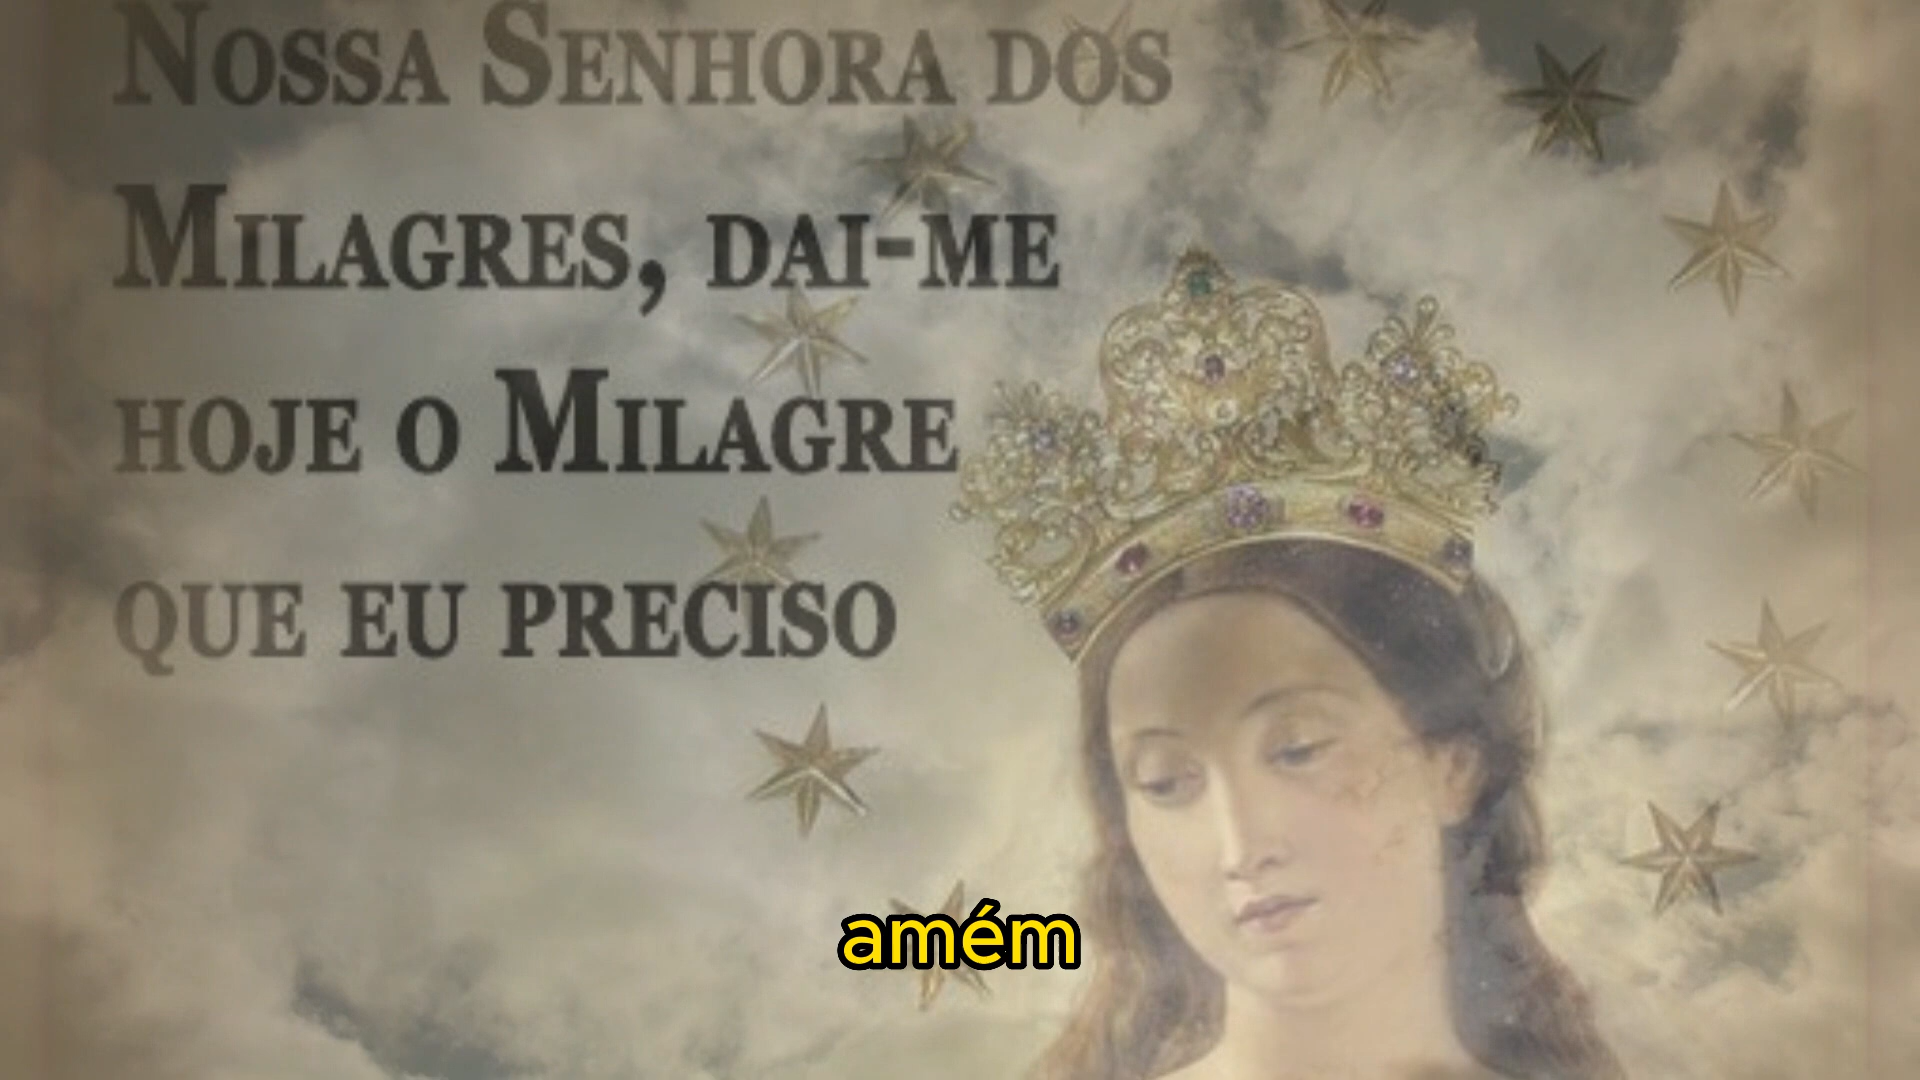 Nossa Senhora dos
Milagres, dai-me
hoje o Milagre
que eu preciso
amém